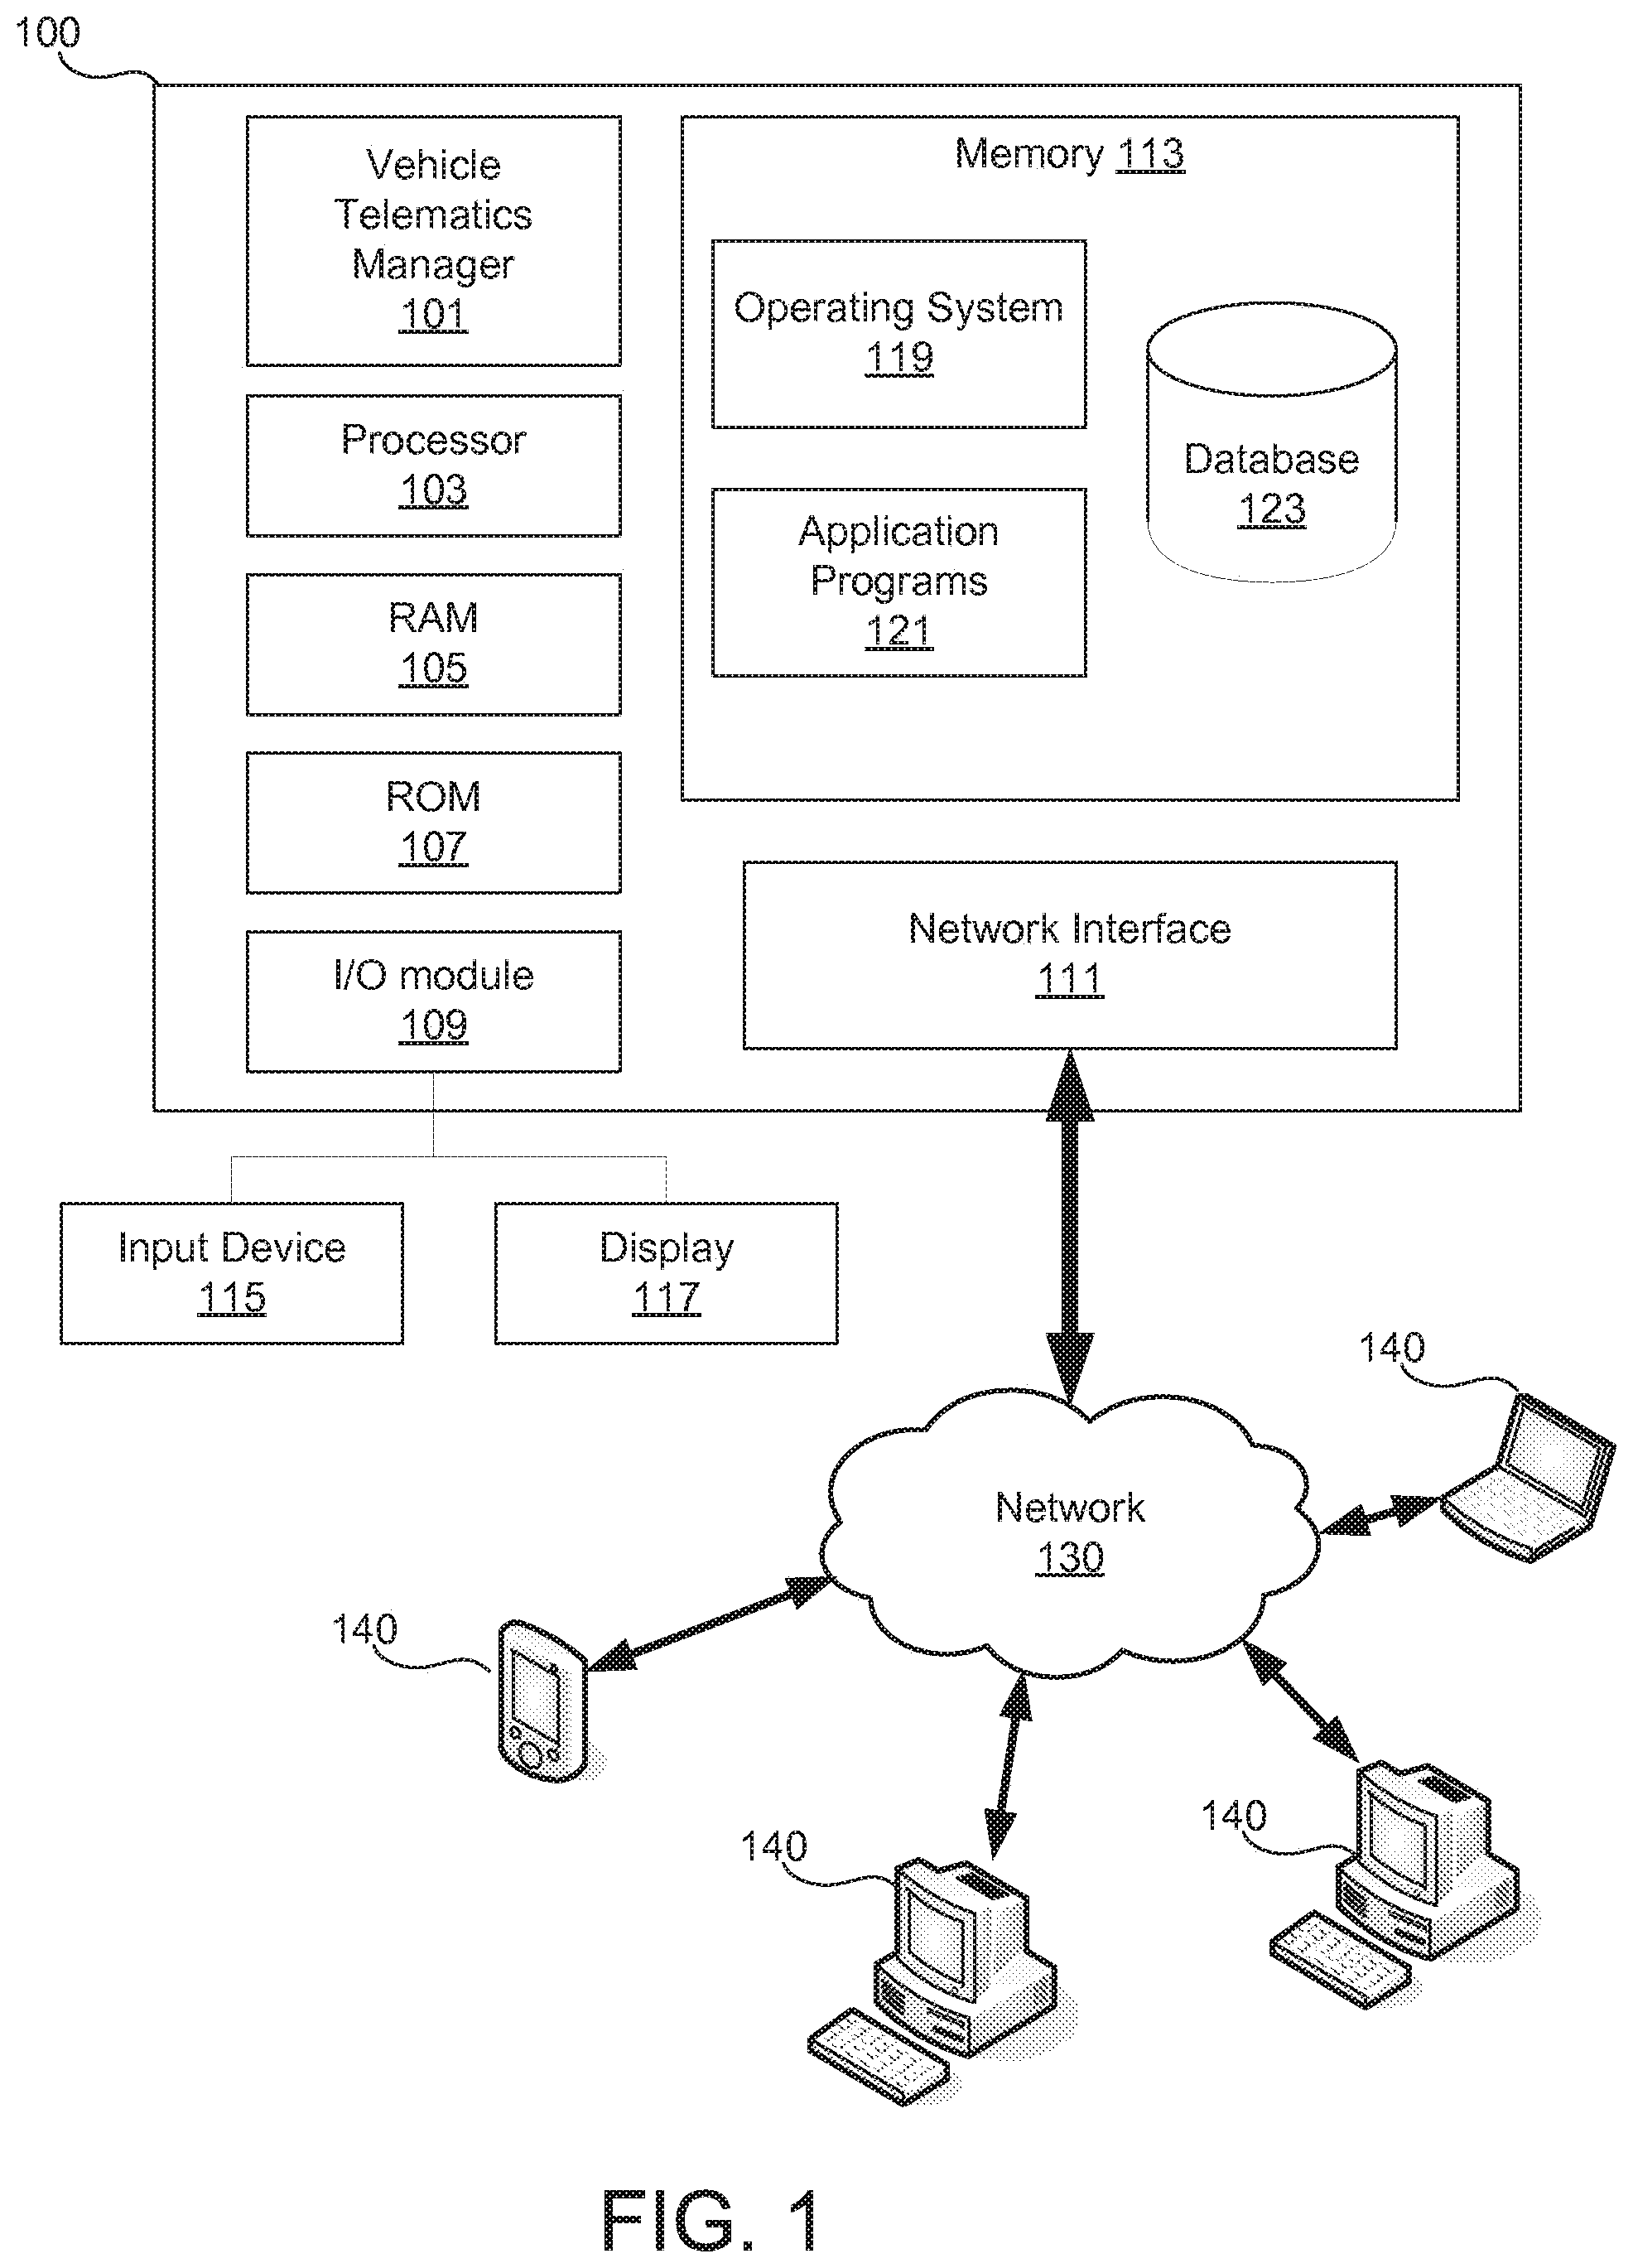 100
Vehicle
Telematics
Manager
101
Processor
103
RAM
105
ROM
107
I/O module
109
Memory 113
Operating System
119
Application
Programs
121
Database
123
Network Interface
111
Input Device
115
Display
117
Network
130
140
140
140
140
FIG. 1